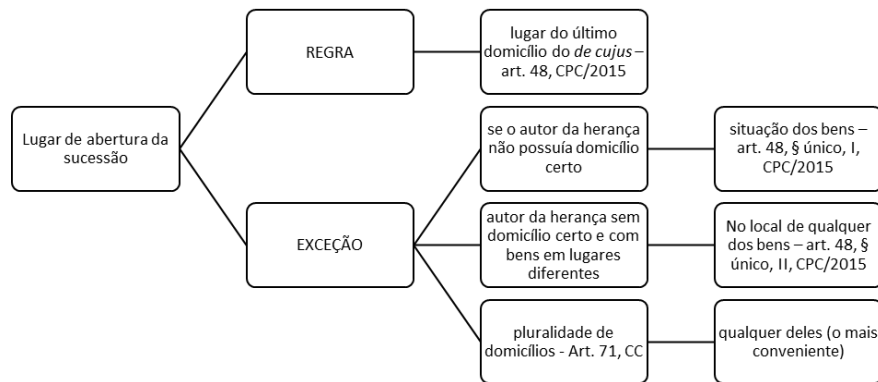 Lugar de abertura da
sucessão
REGRA
lugar do último
domicílio do de cujus –
art. 48, CPC/2015
EXCEÇÃO
se o autor da herança
não possuía domicílio
certo
situação dos bens –
art. 48, § único, I,
CPC/2015
autor da herança sem
domicílio certo e com
bens em lugares
diferentes
No local de qualquer
dos bens – art. 48, §
único, II, CPC/2015
pluralidade de
domicílios - Art. 71, CC
qualquer deles (o mais
conveniente)